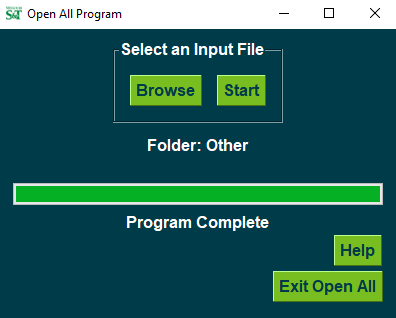 S&T Open All Program
Select an Input File
Browse Start
Folder: Other
Program Complete
Help
Exit Open All